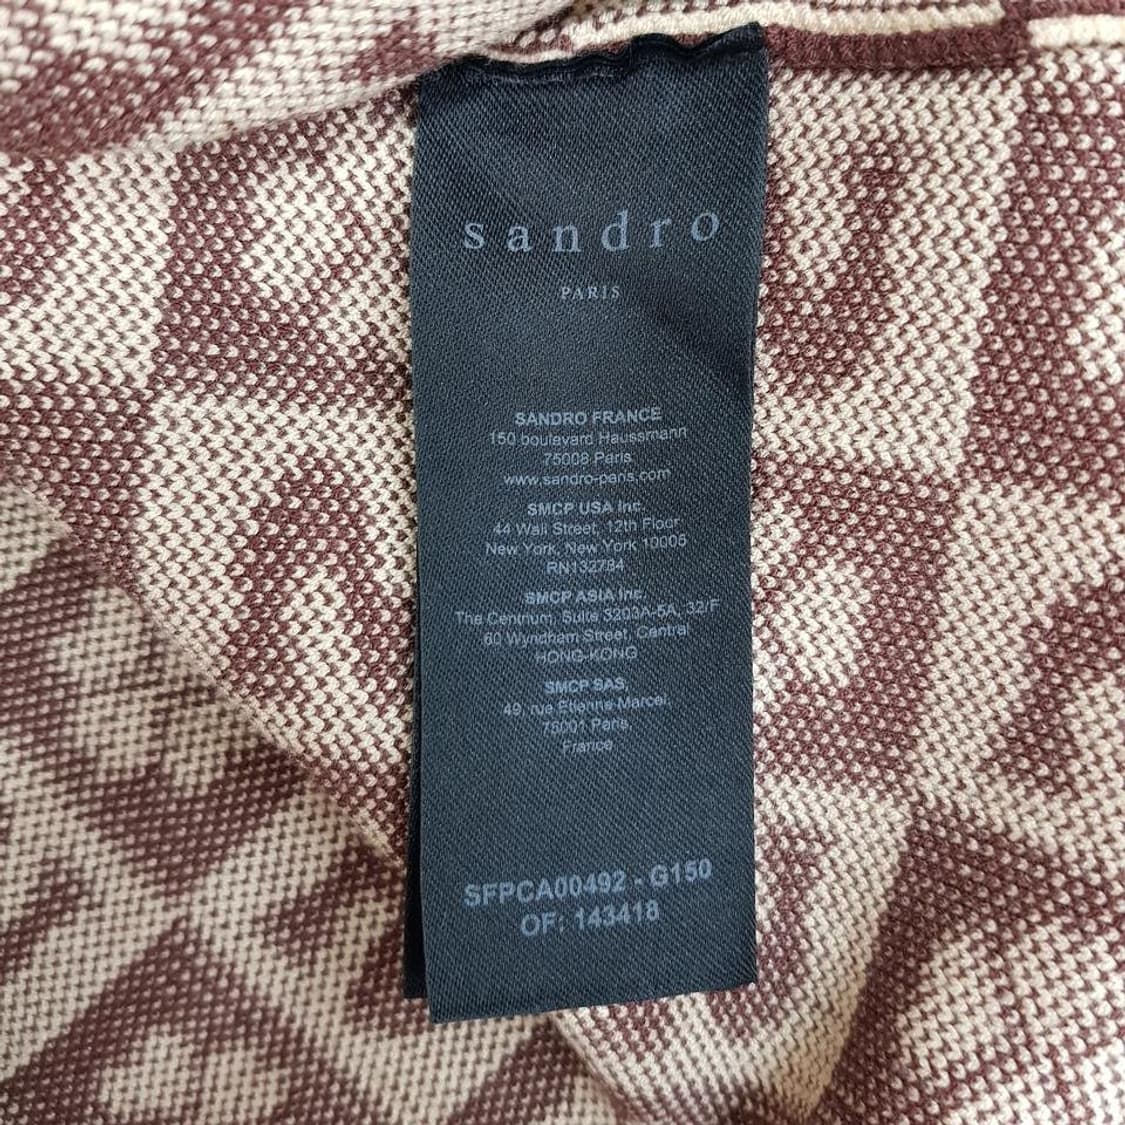 sandro
PARIS
SANDRO FRANCE
150 boulevard Haussmann
75008 Paris
www.sandro-paris.com
SMCP USA Inc.
44 Wall Street, 12th Floor
New York, New York 10005
RN132734
SMCP ASIA Inc.
The Centrium, Suite 3203A-5A, 32/F
60 Wyndham Street, Central
HONG-KONG
SMCP SAS
49, rue Etienne Marcel,
75001 Paris
France
SFPCA00492 - G150
OF: 143418